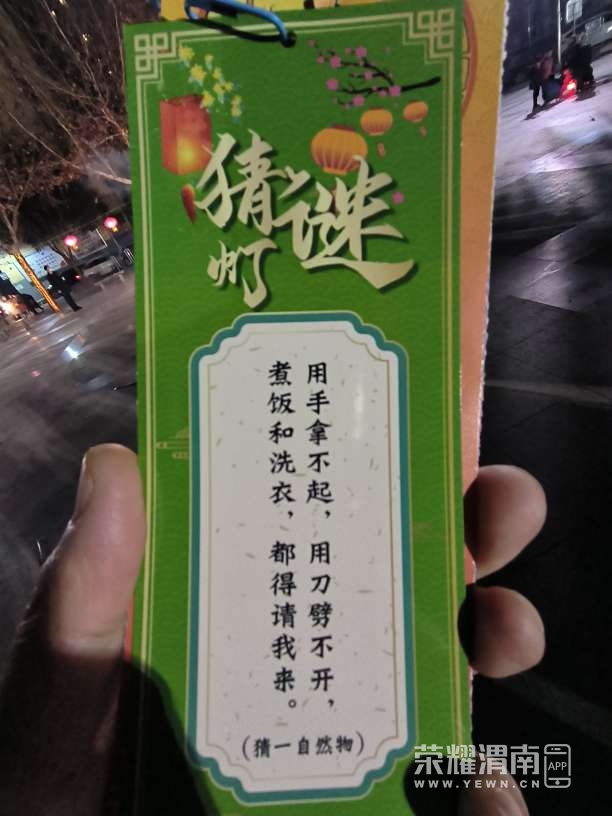 猜灯谜
用手拿不起，用刀劈不开，
煮饭和洗衣，都得请我来。
（猜一自然物）
荣耀渭南 APP
WWW.YEWN.CN